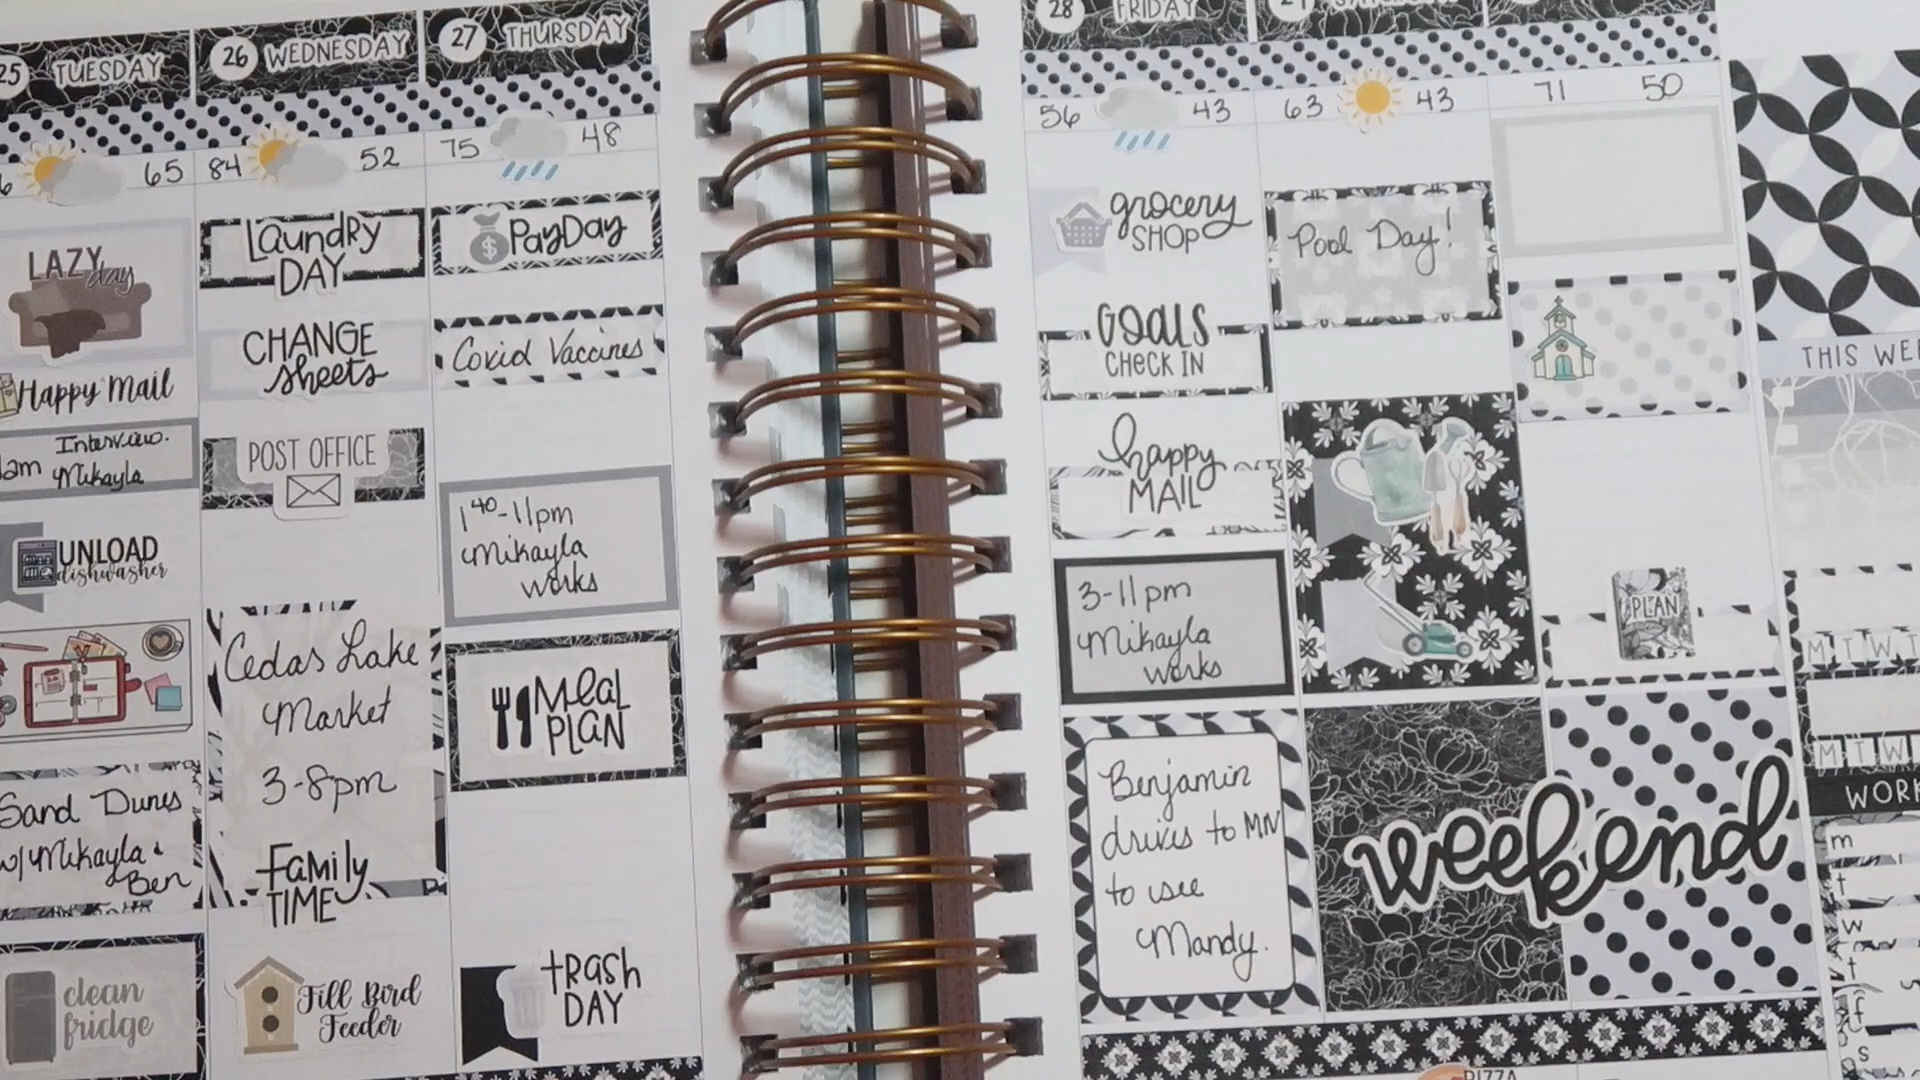 25 TUESDAY
65
LAZY day
Happy Mail
Interview.
Mikayla
UNLOAD
dishwasher
Sand Dunes
w/ Mikayla &
Ben
clean
fridge
26 WEDNESDAY
84 52
Laundry
DAY
CHANGE
sheets
POST OFFICE
Cedas Lake
Market
3-8pm
FAMILY
TIME
Fill Bird
Feeder
27 THURSDAY
75 48
PayDay
Covid Vaccines
1⁴⁰-11pm
Mikayla
works
MEAL
PLAN
TRASH
DAY
28 FRIDAY
56 43
grocery
SHOP
GOALS
CHECK IN
happy
MAIL
3-11pm
Mikayla
works
Benjamin
drives to MN
to see
Mandy.
63 43
Pool Day!
71 50
PLAN
weekend
THIS WEE
M T W T
M T W T
WORK
m
t
w
t
f
s
PIZZA